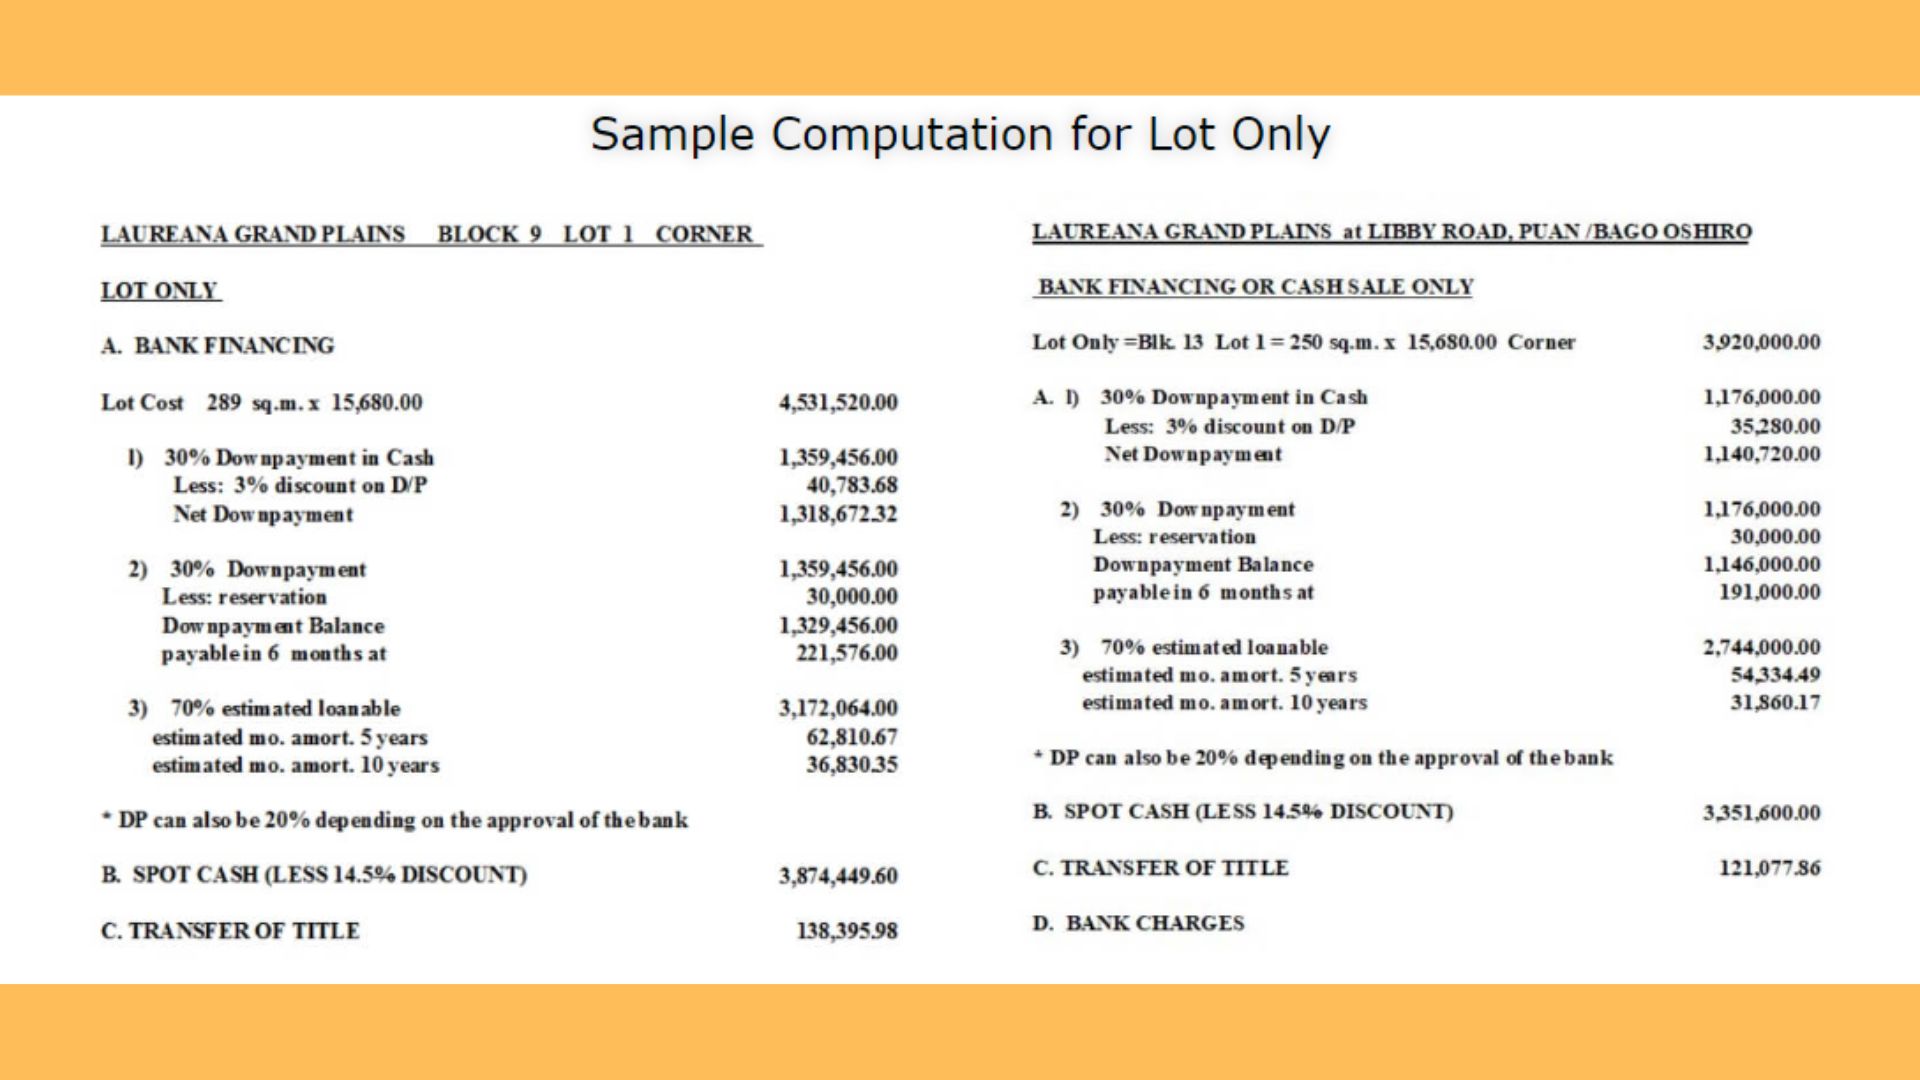 Sample Computation for Lot Only
LAUREANA GRAND PLAINS BLOCK 9 LOT 1 CORNER
LOT ONLY
A. BANK FINANCING
Lot Cost 289 sq.m. x 15,680.00 4,531,520.00
1) 30% Downpayment in Cash 1,359,456.00
Less: 3% discount on D/P 40,783.68
Net Downpayment 1,318,672.32
2) 30% Downpayment 1,359,456.00
Less: reservation 30,000.00
Downpayment Balance 1,329,456.00
payable in 6 months at 221,576.00
3) 70% estimated loanable 3,172,064.00
estimated mo. amort. 5 years 62,810.67
estimated mo. amort. 10 years 36,830.35
* DP can also be 20% depending on the approval of the bank
B. SPOT CASH (LESS 14.5% DISCOUNT) 3,874,449.60
C. TRANSFER OF TITLE 138,395.98
LAUREANA GRAND PLAINS at LIBBY ROAD, PUAN /BAGO OSHIRO
BANK FINANCING OR CASH SALE ONLY
Lot Only =Blk. 13 Lot 1 = 250 sq.m. x 15,680.00 Corner 3,920,000.00
A. 1) 30% Downpayment in Cash 1,176,000.00
Less: 3% discount on D/P 35,280.00
Net Downpayment 1,140,720.00
2) 30% Downpayment 1,176,000.00
Less: reservation 30,000.00
Downpayment Balance 1,146,000.00
payable in 6 months at 191,000.00
3) 70% estimated loanable 2,744,000.00
estimated mo. amort. 5 years 54,334.49
estimated mo. amort. 10 years 31,860.17
* DP can also be 20% depending on the approval of the bank
B. SPOT CASH (LESS 14.5% DISCOUNT) 3,351,600.00
C. TRANSFER OF TITLE 121,077.86
D. BANK CHARGES